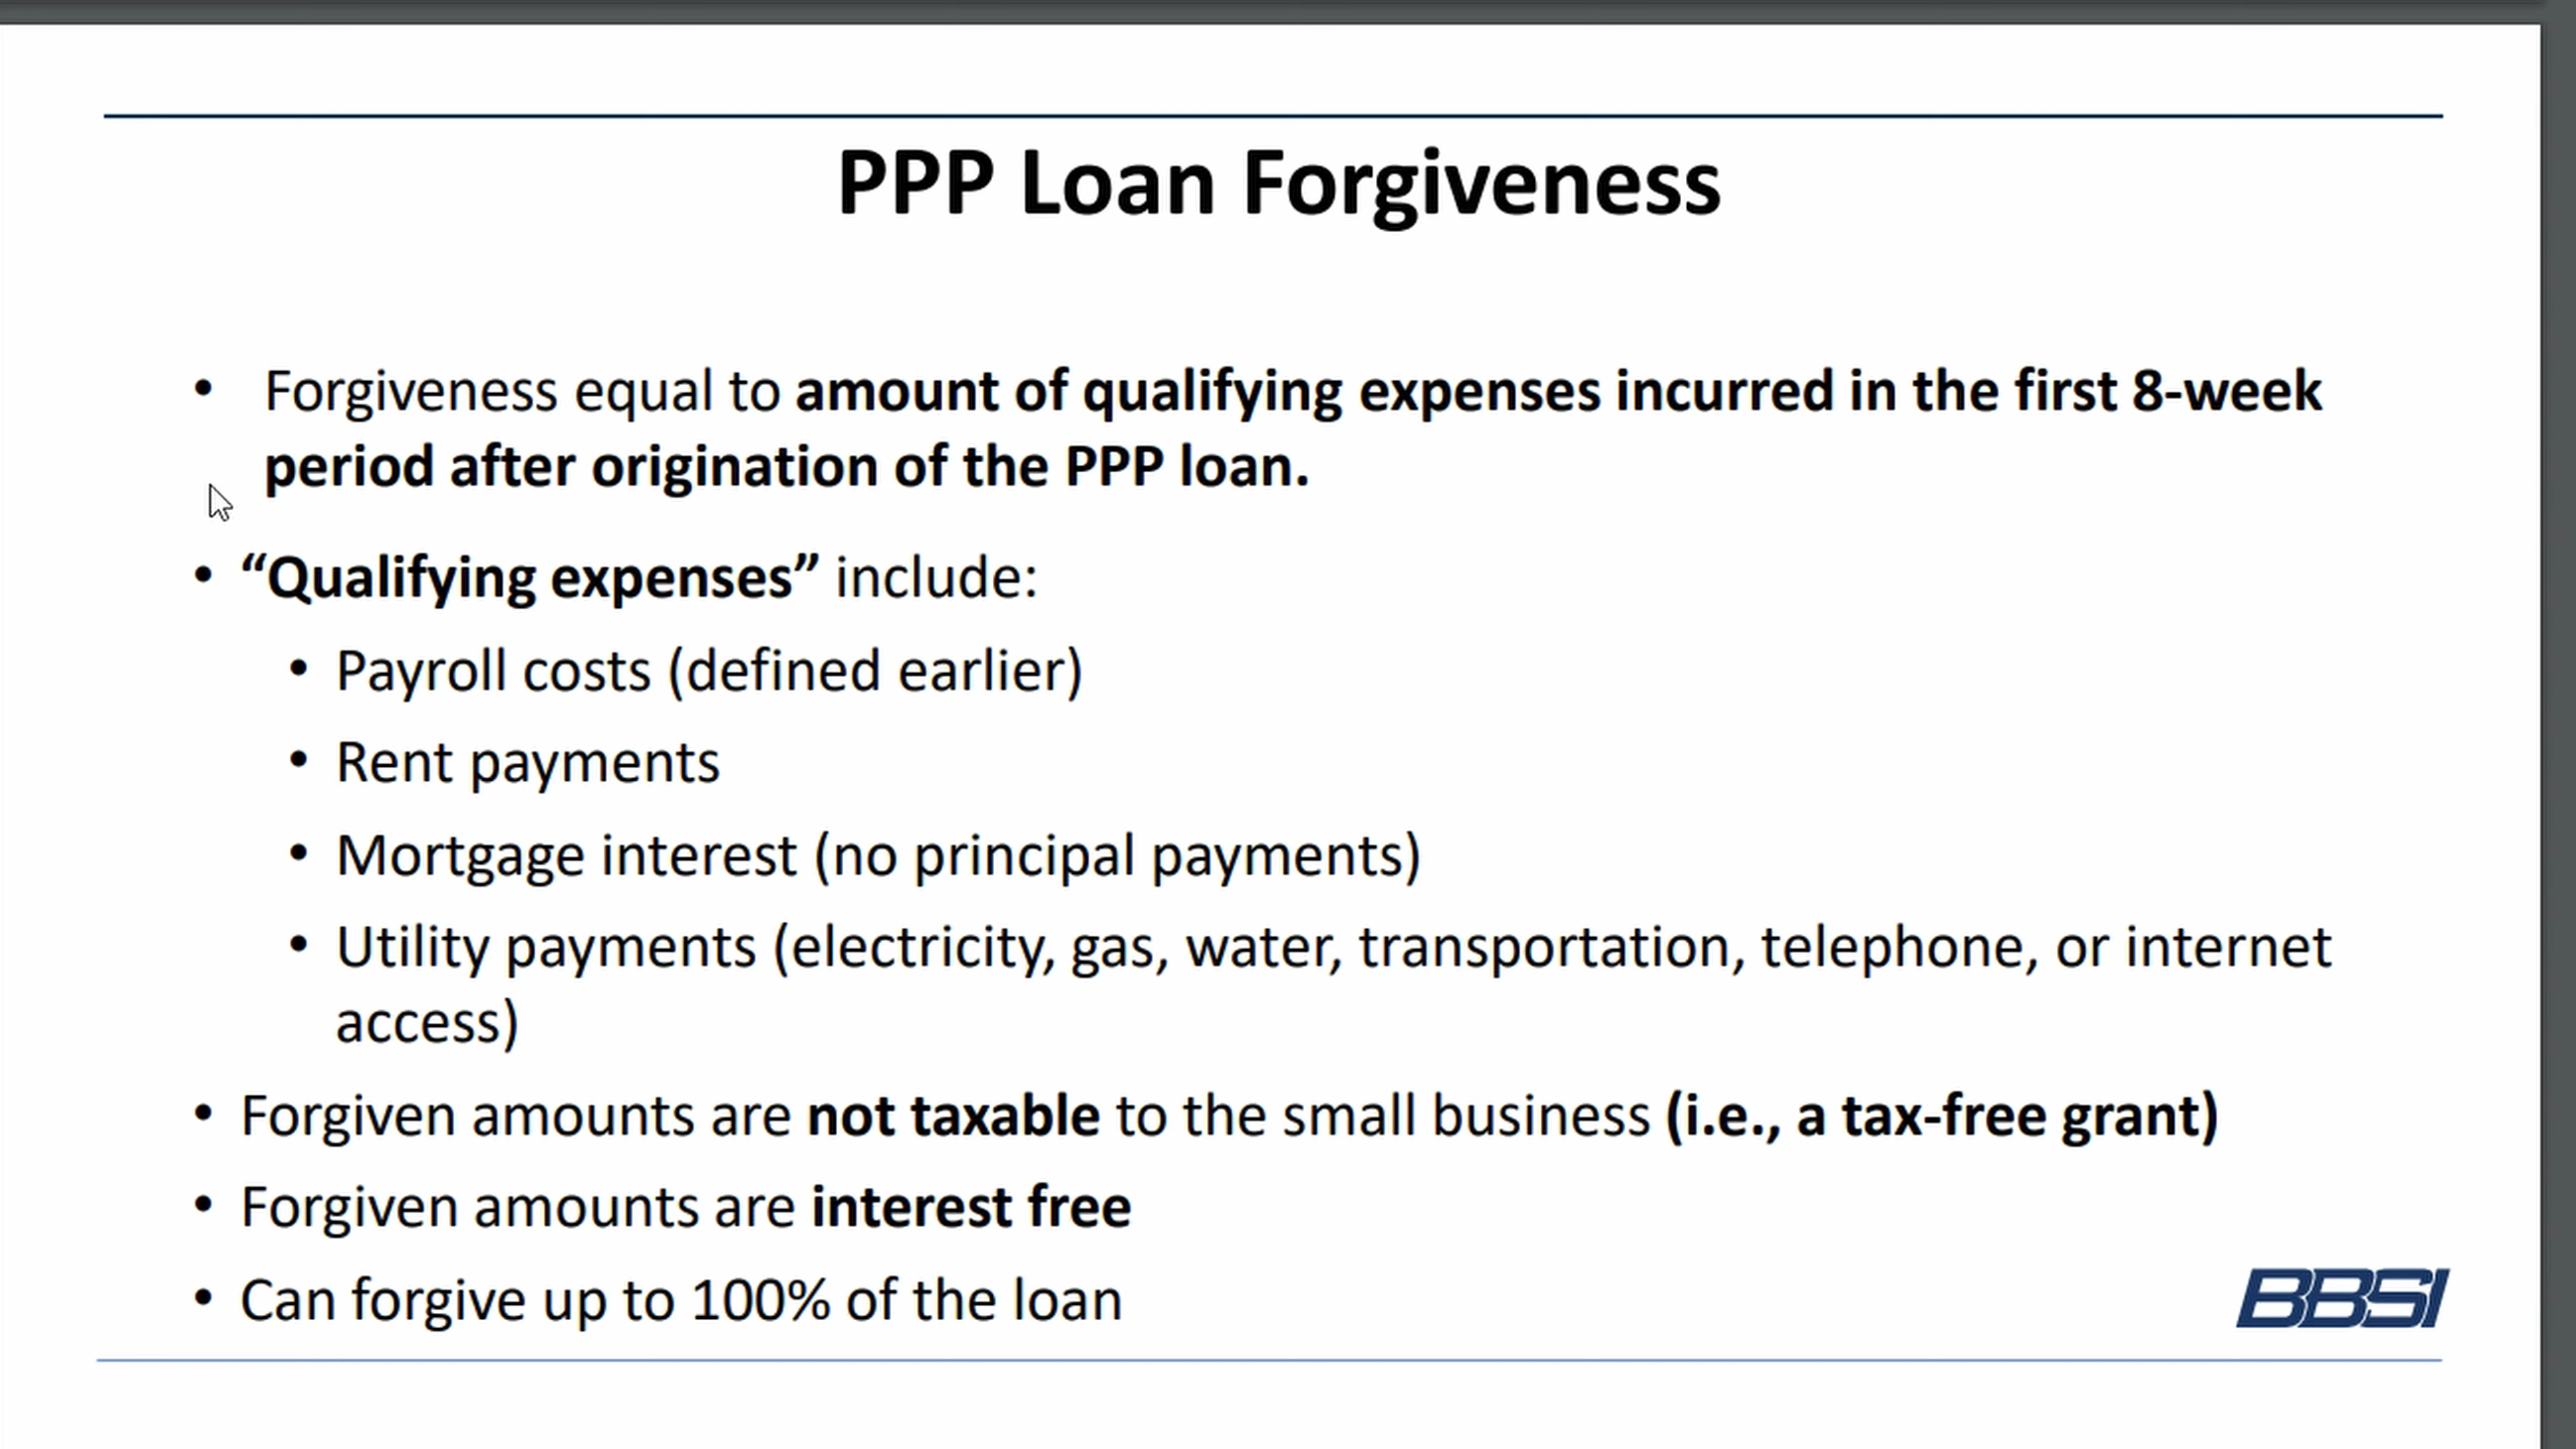 PPP Loan Forgiveness
• Forgiveness equal to amount of qualifying expenses incurred in the first 8-week
period after origination of the PPP loan.
• “Qualifying expenses” include:
• Payroll costs (defined earlier)
• Rent payments
• Mortgage interest (no principal payments)
• Utility payments (electricity, gas, water, transportation, telephone, or internet
access)
• Forgiven amounts are not taxable to the small business (i.e., a tax-free grant)
• Forgiven amounts are interest free
• Can forgive up to 100% of the loan
BBSI